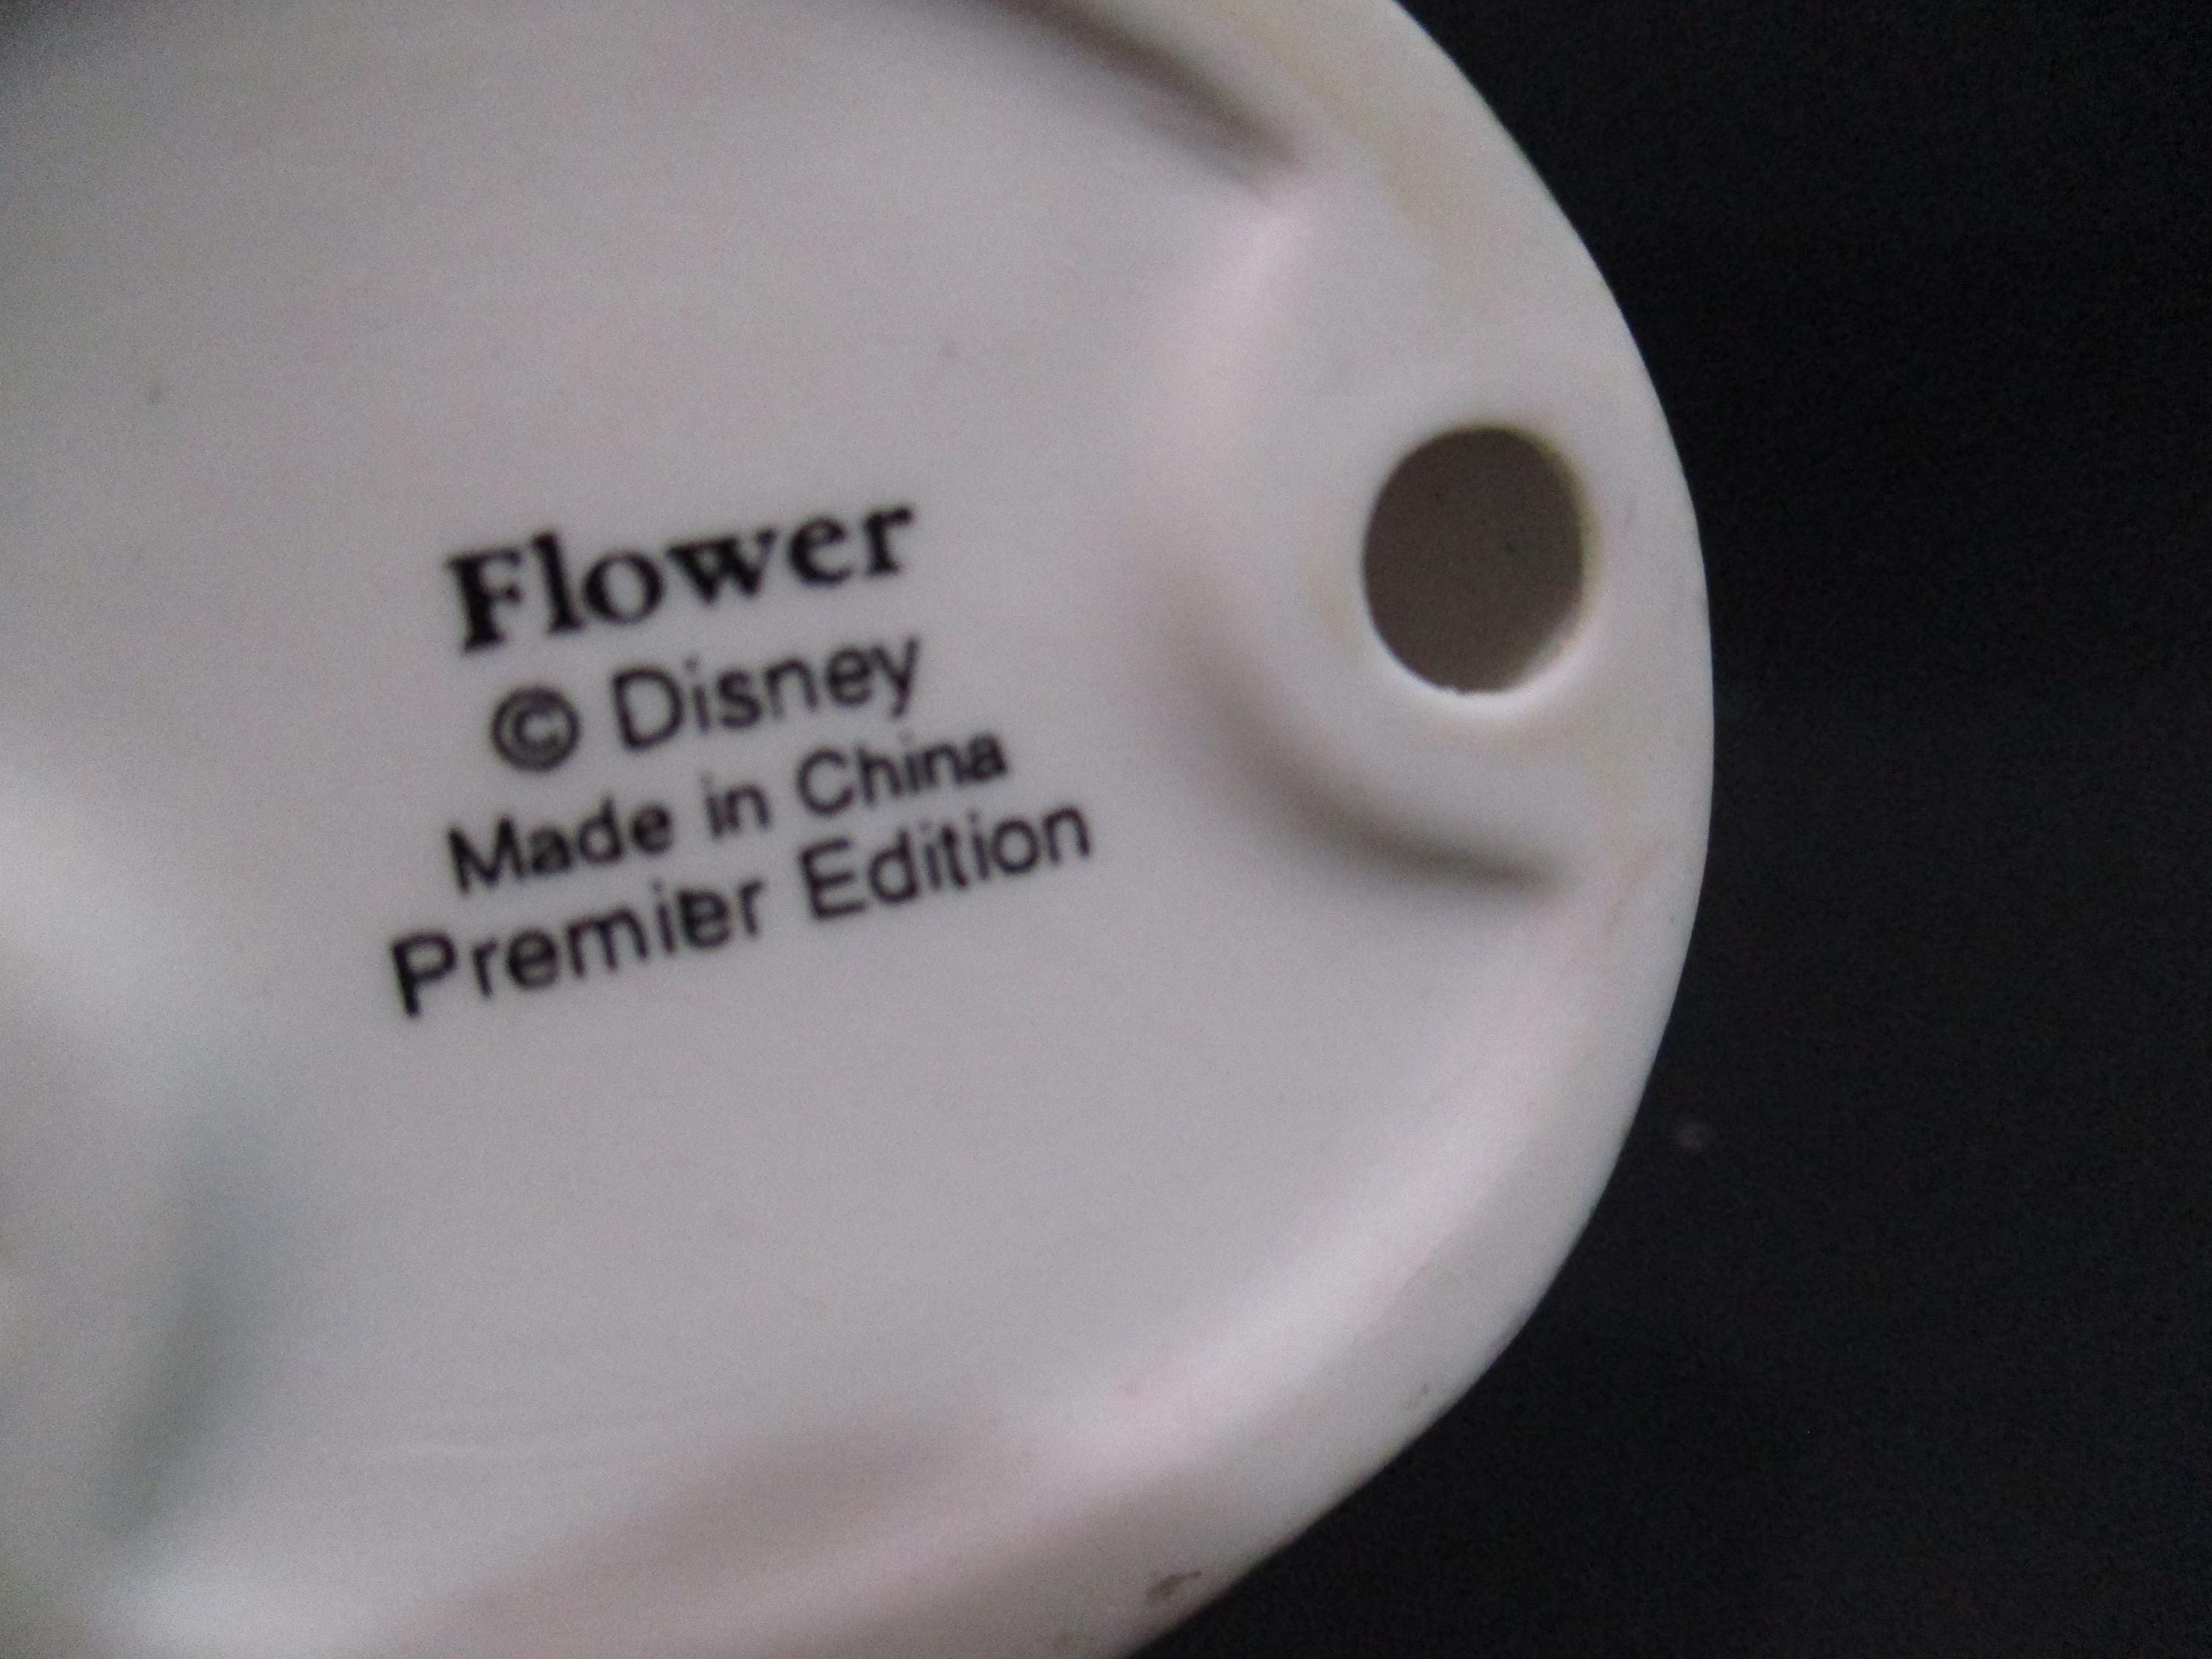 Flower
© Disney
Made in China
Premier Edition